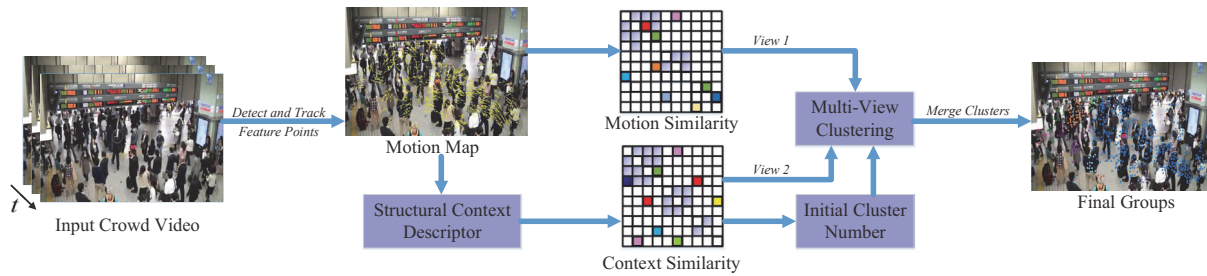 t
Input Crowd Video
Detect and Track
Feature Points
Motion Map
Structural Context
Descriptor
Motion Similarity
Context Similarity
View 1
View 2
Multi-View
Clustering
Initial Cluster
Number
Merge Clusters
Final Groups